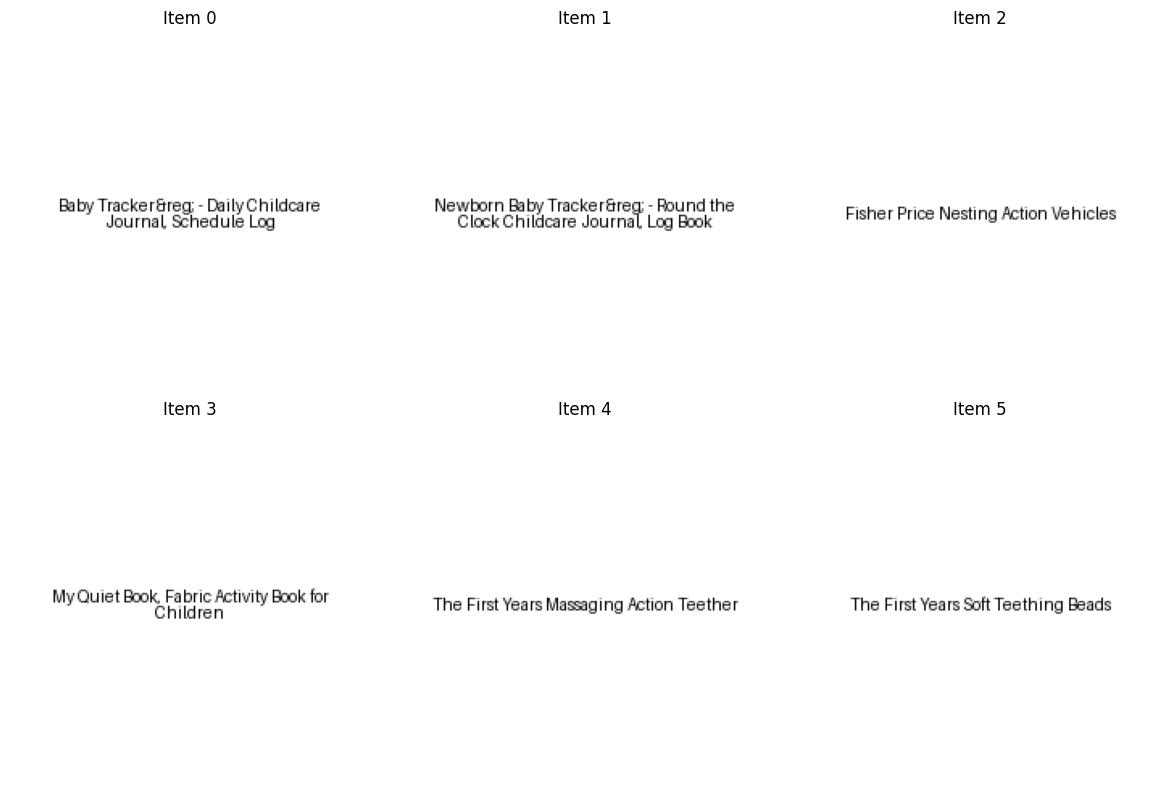 Item 0
Item 1
Item 2
Baby Tracker&reg; - Daily Childcare
Journal, Schedule Log
Newborn Baby Tracker&reg; - Round the
Clock Childcare Journal, Log Book
Fisher Price Nesting Action Vehicles
Item 3
Item 4
Item 5
My Quiet Book, Fabric Activity Book for
Children
The First Years Massaging Action Teether
The First Years Soft Teething Beads